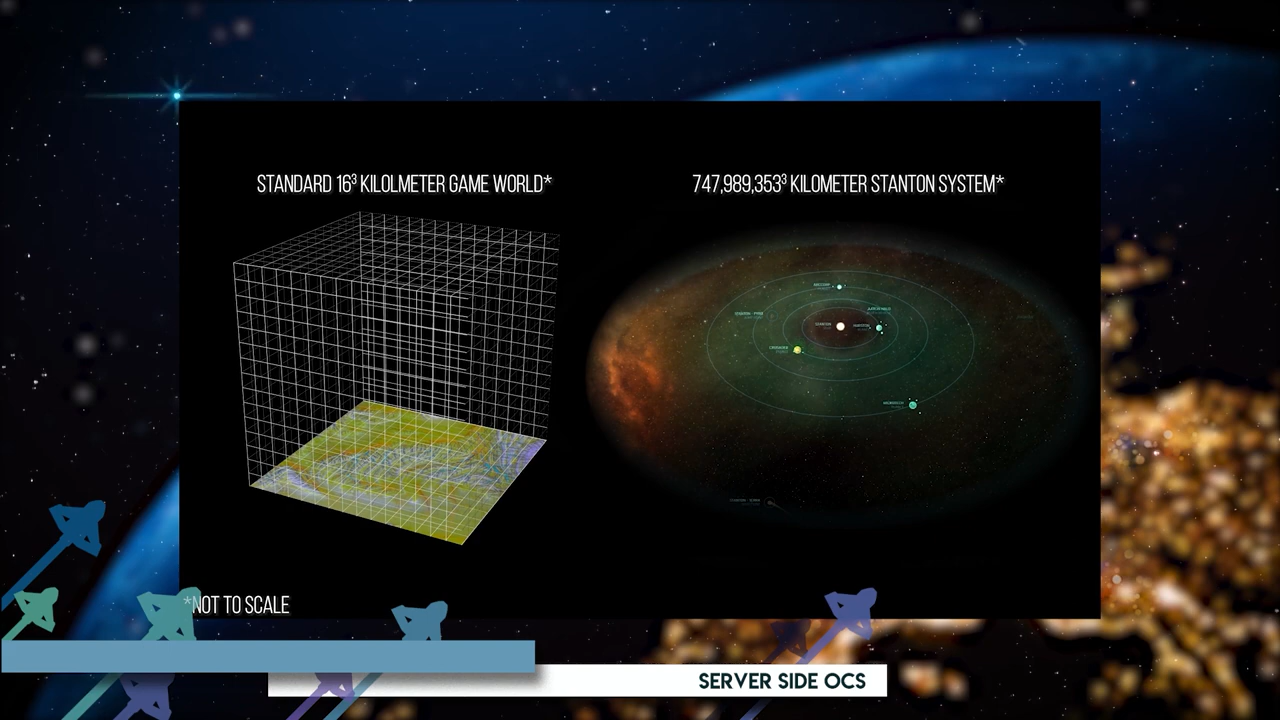 STANDARD 16³ KILOLMETER GAME WORLD*
747,989,353³ KILOMETER STANTON SYSTEM*
*NOT TO SCALE
SERVER SIDE OCS